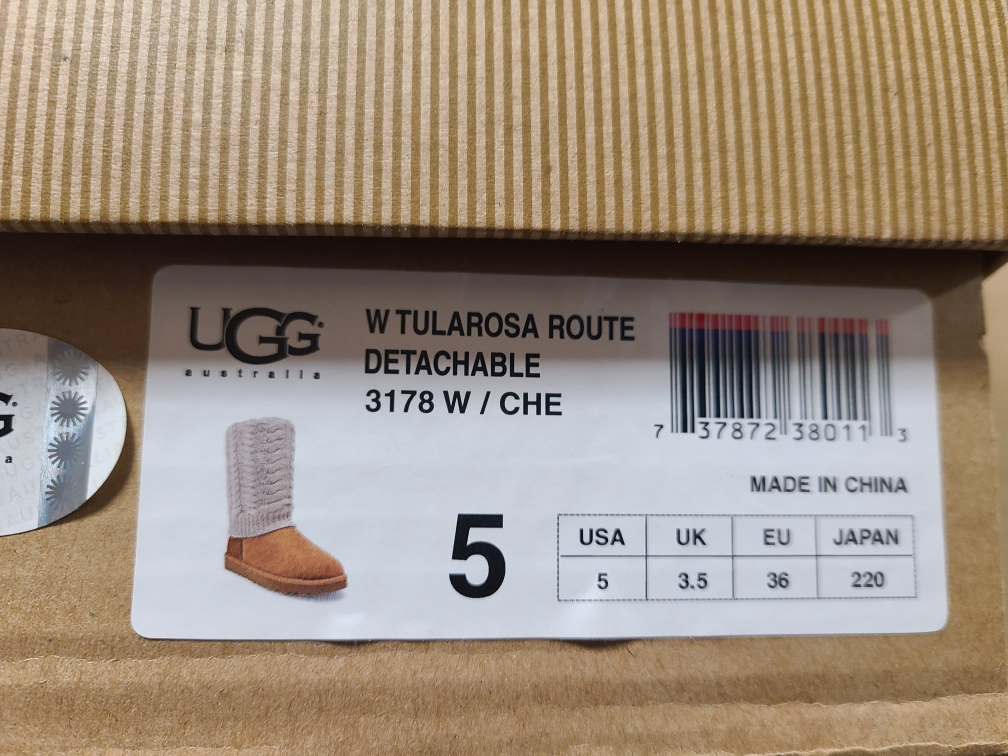 UGG
australia
W TULAROSA ROUTE
DETACHABLE
3178 W / CHE
7 37872 38011 3
MADE IN CHINA
5
USA UK EU JAPAN
5 3.5 36 220
G
a